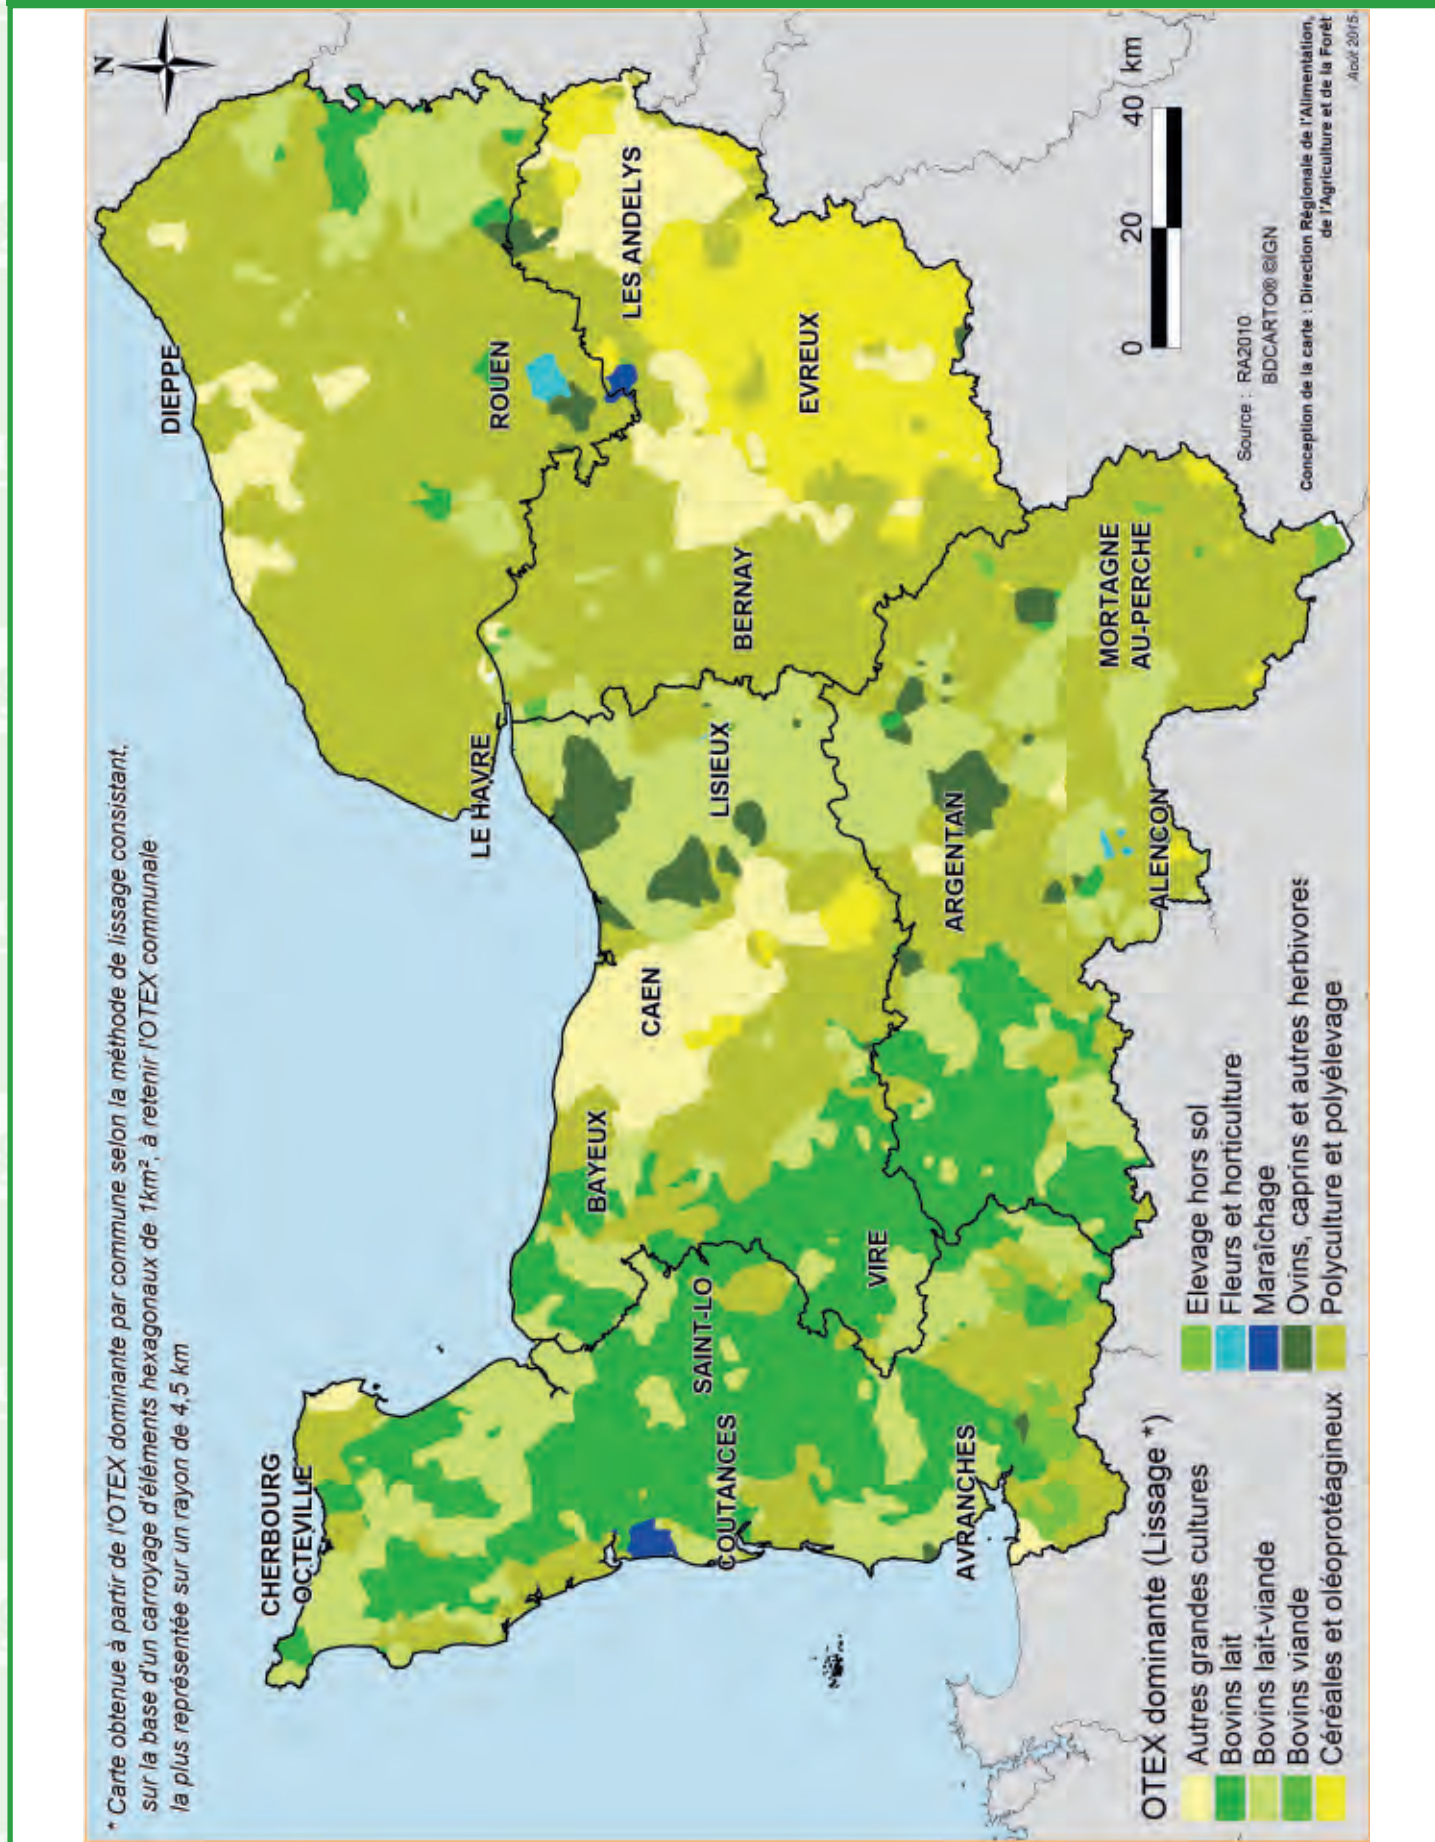 * Carte obtenue à partir de l'OTEX dominante par commune selon la méthode de lissage consistant,
sur la base d'un carroyage d'éléments hexagonaux de 1km², à retenir l'OTEX communale
la plus représentée sur un rayon de 4,5 km
N
DIEPPE
CHERBOURG
OCTEVILLE
LE HAVRE
ROUEN
LES ANDELYS
BAYEUX
CAEN
SAINT-LO
COUTANCES
LISIEUX
BERNAY
EVREUX
VIRE
AVRANCHES
ARGENTAN
MORTAGNE
AU-PERCHE
ALENCON
0 20 40 km
OTEX dominante (Lissage *)
Autres grandes cultures
Bovins lait
Bovins lait-viande
Bovins viande
Céréales et oléoprotéagineux
Elevage hors sol
Fleurs et horticulture
Maraîchage
Ovins, caprins et autres herbivores
Polyculture et polyélevage
Source : RA2010
BDCARTO® ©IGN
Conception de la carte : Direction Régionale de l'Alimentation,
de l'Agriculture et de la Forêt
Août 2015